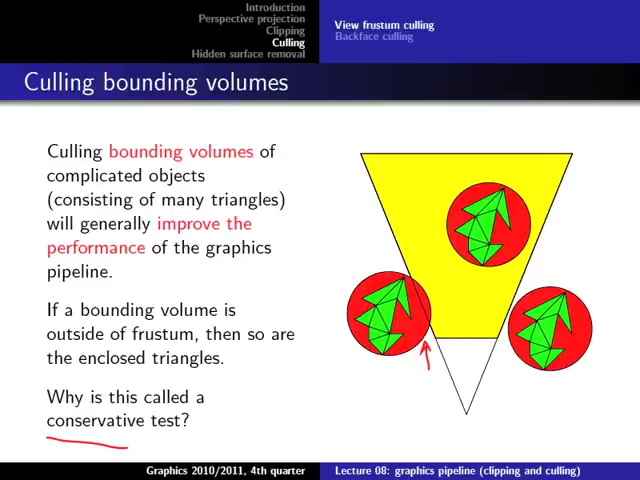 Introduction
Perspective projection
Clipping
Culling
Hidden surface removal
View frustum culling
Backface culling
Culling bounding volumes
Culling bounding volumes of
complicated objects
(consisting of many triangles)
will generally improve the
performance of the graphics
pipeline.
If a bounding volume is
outside of frustum, then so are
the enclosed triangles.
Why is this called a
conservative test?
Graphics 2010/2011, 4th quarter
Lecture 08: graphics pipeline (clipping and culling)